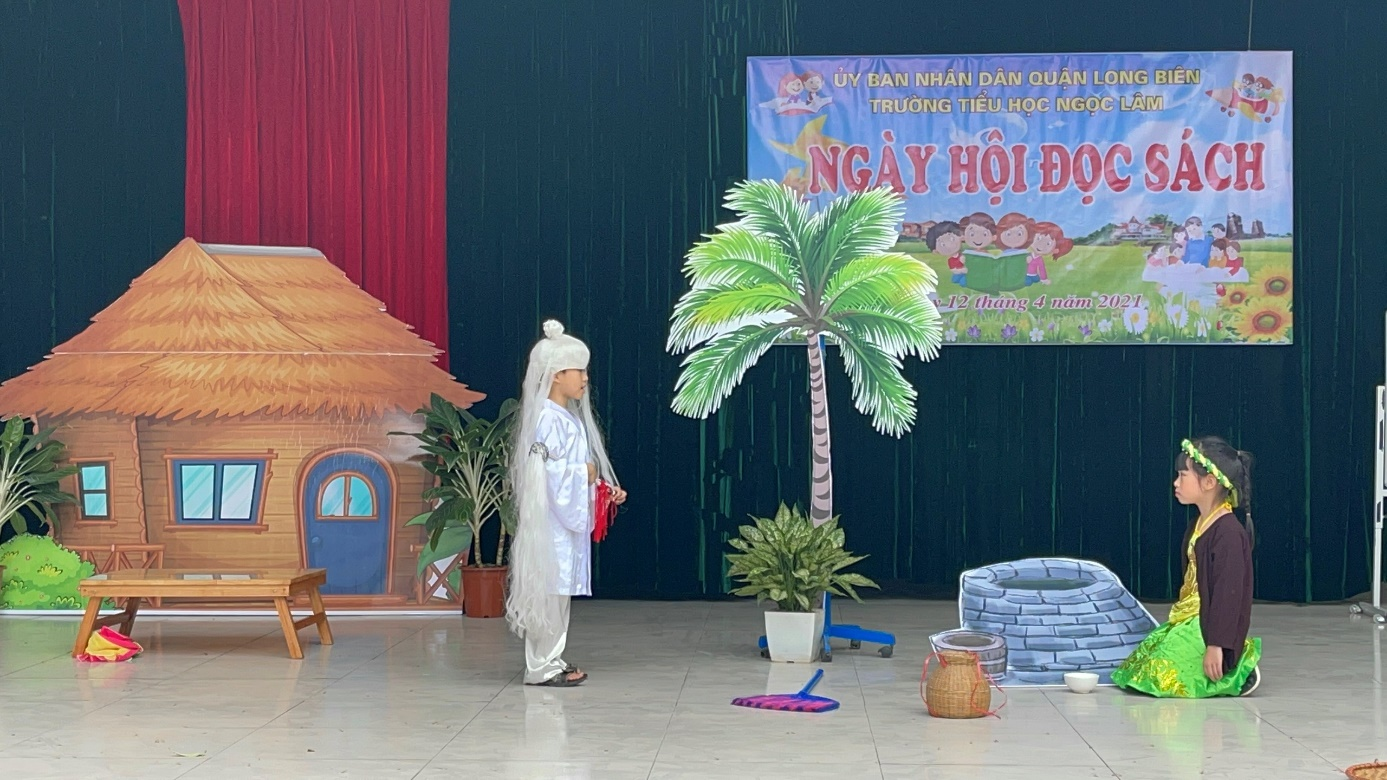 ỦY BAN NHÂN DÂN QUẬN LONG BIÊN
TRƯỜNG TIỂU HỌC NGỌC LÂM
NGÀY HỘI ĐỌC SÁCH
12 tháng 4 năm 2021